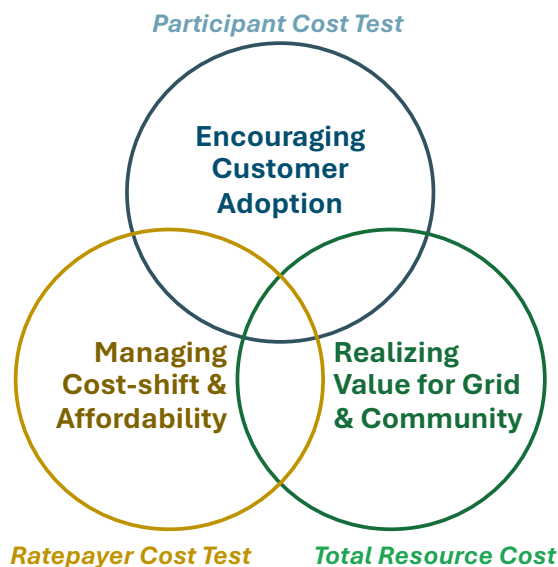 Participant Cost Test
Encouraging
Customer
Adoption
Managing
Cost-shift &
Affordability
Realizing
Value for Grid
& Community
Ratepayer Cost Test
Total Resource Cost